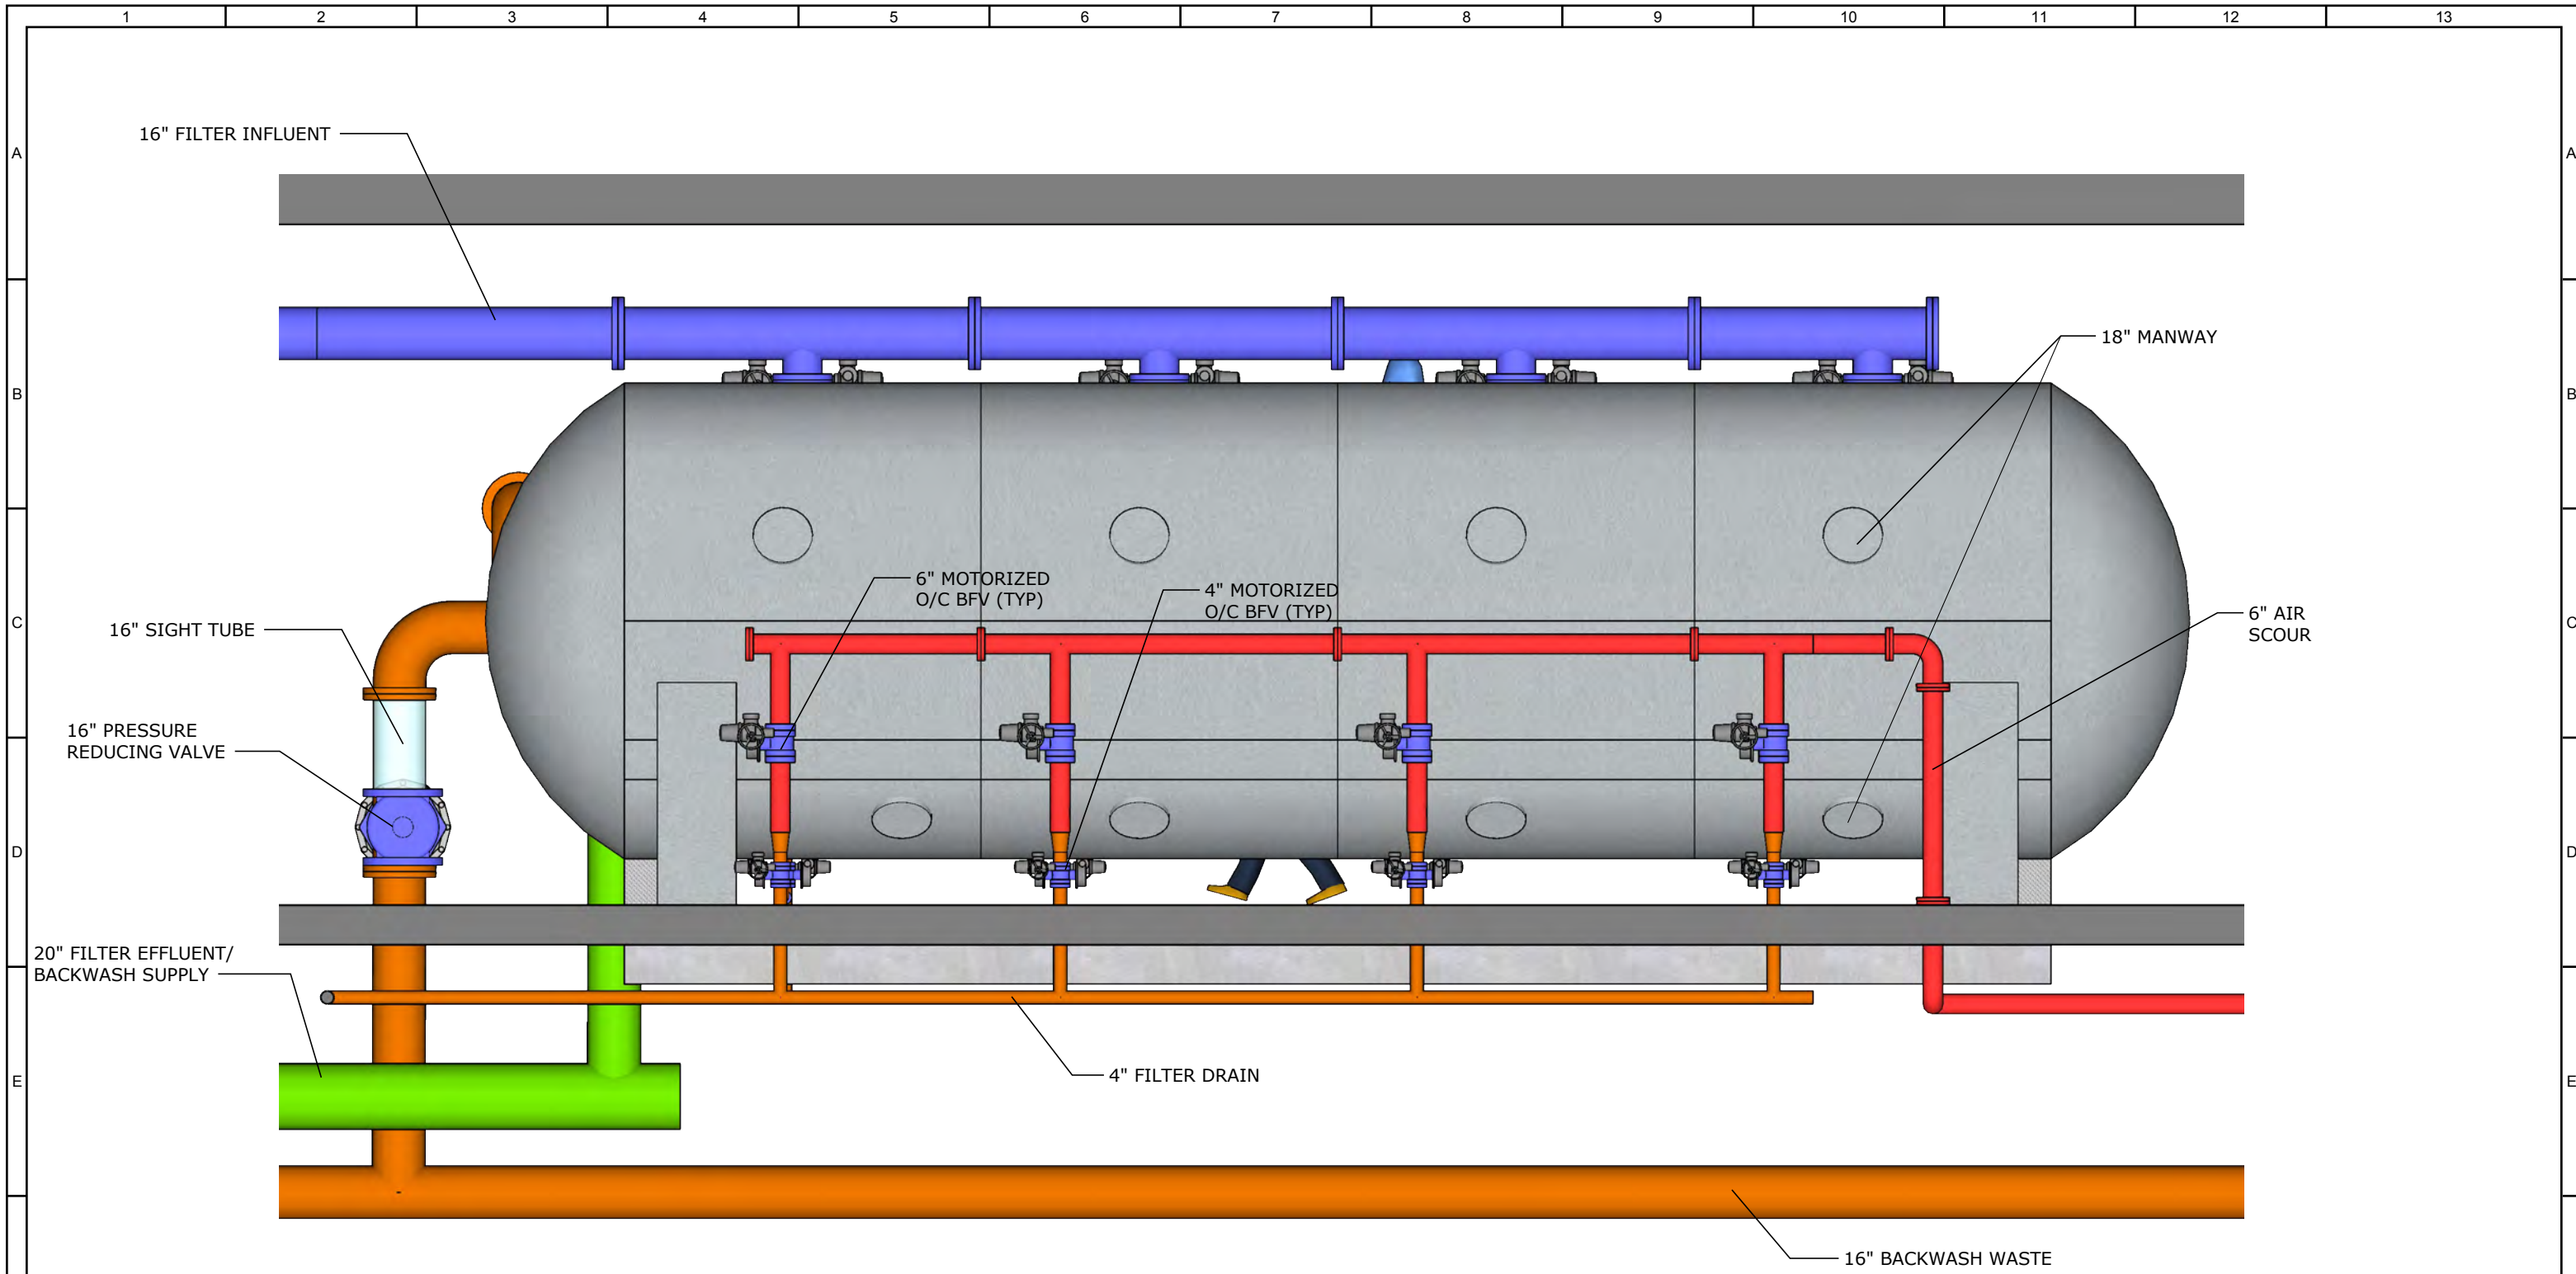 1 2 3 4 5 6 7 8 9 10 11 12 13
A A
16" FILTER INFLUENT
B B
18" MANWAY
6" MOTORIZED
O/C BFV (TYP)
4" MOTORIZED
O/C BFV (TYP)
C C
16" SIGHT TUBE
6" AIR
SCOUR
16" PRESSURE
REDUCING VALVE
D D
20" FILTER EFFLUENT/
BACKWASH SUPPLY
4" FILTER DRAIN
E E
16" BACKWASH WASTE